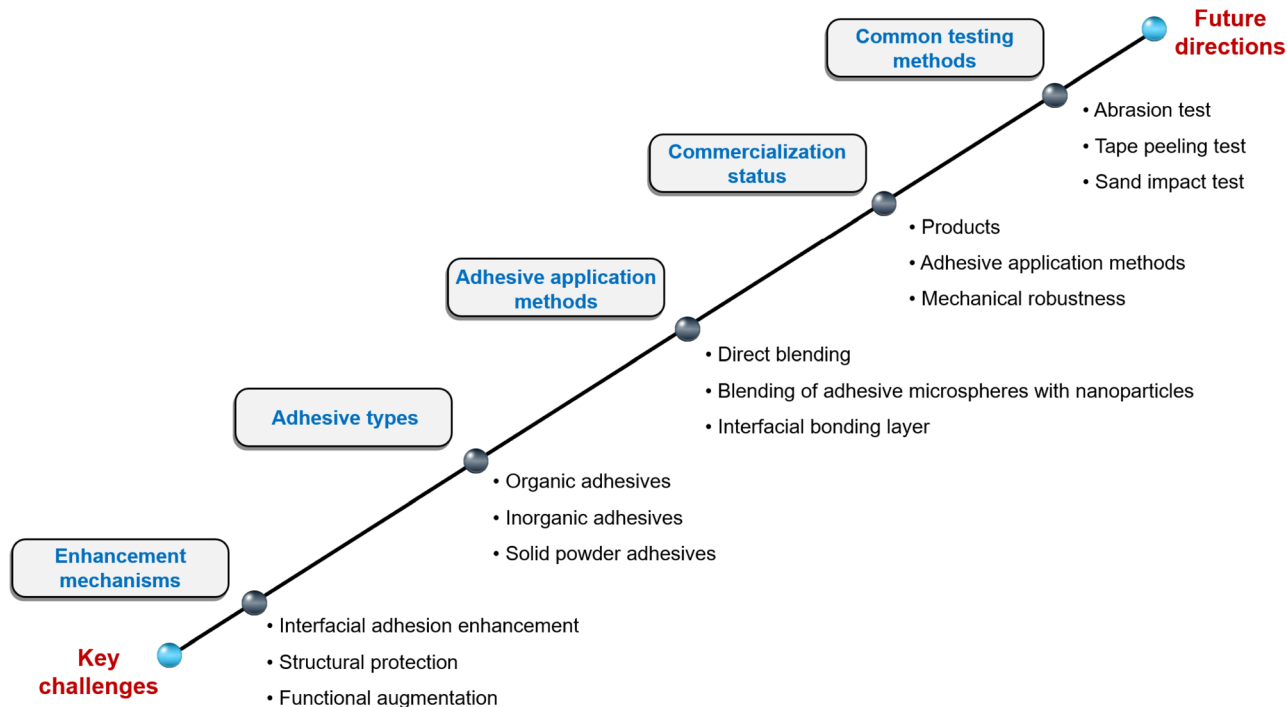 Future
directions
Common testing
methods
• Abrasion test
• Tape peeling test
• Sand impact test
Commercialization
status
• Products
• Adhesive application methods
• Mechanical robustness
Adhesive application
methods
• Direct blending
• Blending of adhesive microspheres with nanoparticles
• Interfacial bonding layer
Adhesive types
• Organic adhesives
• Inorganic adhesives
• Solid powder adhesives
Enhancement
mechanisms
• Interfacial adhesion enhancement
• Structural protection
• Functional augmentation
Key
challenges